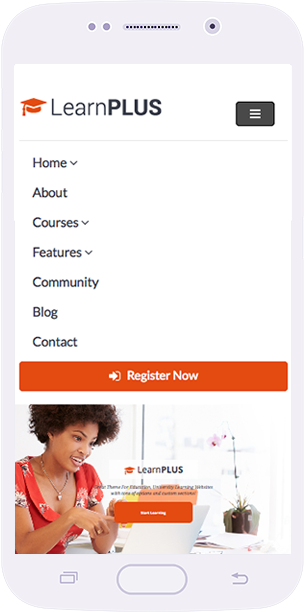 LearnPLUS
Home
About
Courses
Features
Community
Blog
Contact
Register Now
LearnPLUS
Theme For Education, University Learning Websites
with tons of options and custom sections!
Start Learning